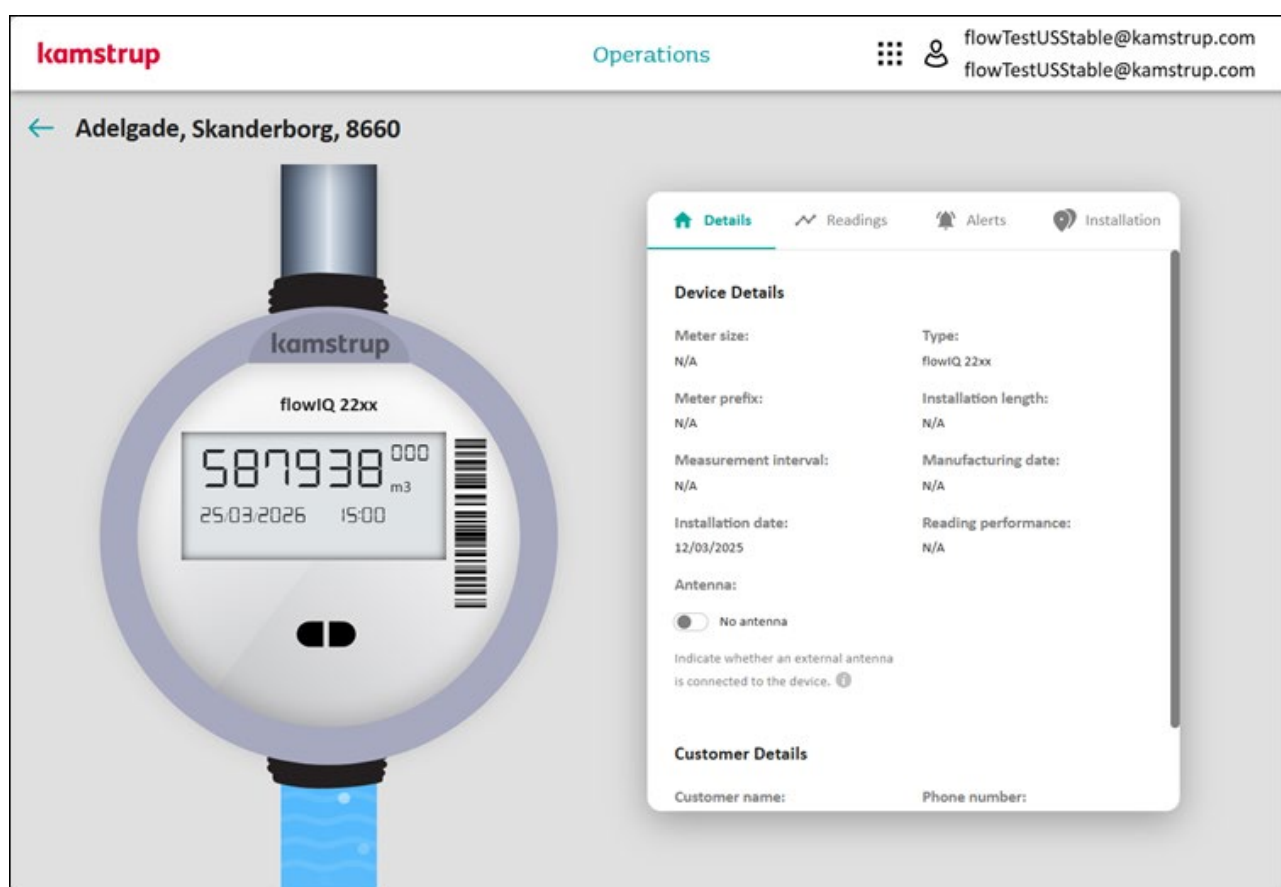 kamstrup
Operations
flowTestUSStable@kamstrup.com
flowTestUSStable@kamstrup.com
Adelgade, Skanderborg, 8660
kamstrup
flowIQ 22xx
587938 000
m3
25/03/2026 15:00
Details Readings Alerts Installation
Device Details
Meter size: Type:
N/A flowIQ 22xx
Meter prefix: Installation length:
N/A N/A
Measurement interval: Manufacturing date:
N/A N/A
Installation date: Reading performance:
12/03/2025 N/A
Antenna:
No antenna
Indicate whether an external antenna
is connected to the device.
Customer Details
Customer name: Phone number: